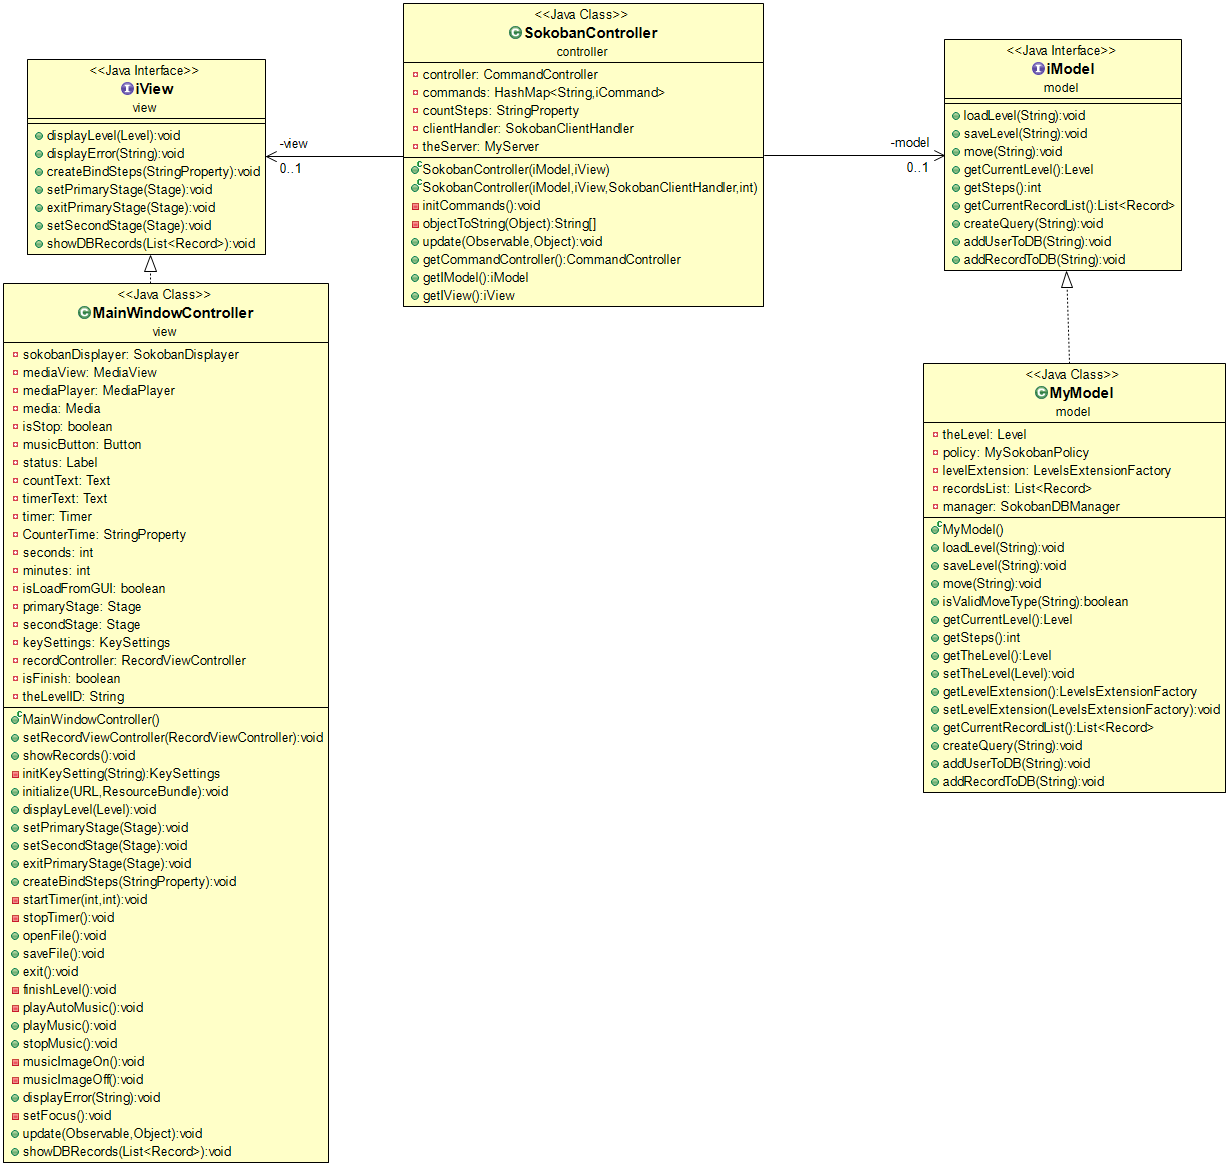 <<Java Interface>>
iView
view
displayLevel(Level):void
displayError(String):void
createBindSteps(StringProperty):void
setPrimaryStage(Stage):void
exitPrimaryStage(Stage):void
setSecondStage(Stage):void
showDBRecords(List<Record>):void
-view
0..1
<<Java Class>>
SokobanController
controller
controller: CommandController
commands: HashMap<String,iCommand>
countSteps: StringProperty
clientHandler: SokobanClientHandler
theServer: MyServer
SokobanController(iModel,iView)
SokobanController(iModel,iView,SokobanClientHandler,int)
initCommands():void
objectToString(Object):String[]
update(Observable,Object):void
getCommandController():CommandController
getIModel():iModel
getIView():iView
-model
0..1
<<Java Interface>>
iModel
model
loadLevel(String):void
saveLevel(String):void
move(String):void
getCurrentLevel():Level
getSteps():int
getCurrentRecordList():List<Record>
createQuery(String):void
addUserToDB(String):void
addRecordToDB(String):void
<<Java Class>>
MainWindowController
view
sokobanDisplayer: SokobanDisplayer
mediaView: MediaView
mediaPlayer: MediaPlayer
media: Media
isStop: boolean
musicButton: Button
status: Label
countText: Text
timerText: Text
timer: Timer
CounterTime: StringProperty
seconds: int
minutes: int
isLoadFromGUI: boolean
primaryStage: Stage
secondStage: Stage
keySettings: KeySettings
recordController: RecordViewController
isFinish: boolean
theLevelID: String
MainWindowController()
setRecordViewController(RecordViewController):void
showRecords():void
initKeySetting(String):KeySettings
initialize(URL,ResourceBundle):void
displayLevel(Level):void
setPrimaryStage(Stage):void
setSecondStage(Stage):void
exitPrimaryStage(Stage):void
createBindSteps(StringProperty):void
startTimer(int,int):void
stopTimer():void
openFile():void
saveFile():void
exit():void
finishLevel():void
playAutoMusic():void
playMusic():void
stopMusic():void
musicImageOn():void
musicImageOff():void
displayError(String):void
setFocus():void
update(Observable,Object):void
showDBRecords(List<Record>):void
<<Java Class>>
MyModel
model
theLevel: Level
policy: MySokobanPolicy
levelExtension: LevelsExtensionFactory
recordsList: List<Record>
manager: SokobanDBManager
MyModel()
loadLevel(String):void
saveLevel(String):void
move(String):void
isValidMoveType(String):boolean
getCurrentLevel():Level
getSteps():int
getTheLevel():Level
setTheLevel(Level):void
getLevelExtension():LevelsExtensionFactory
setLevelExtension(LevelsExtensionFactory):void
getCurrentRecordList():List<Record>
createQuery(String):void
addUserToDB(String):void
addRecordToDB(String):void